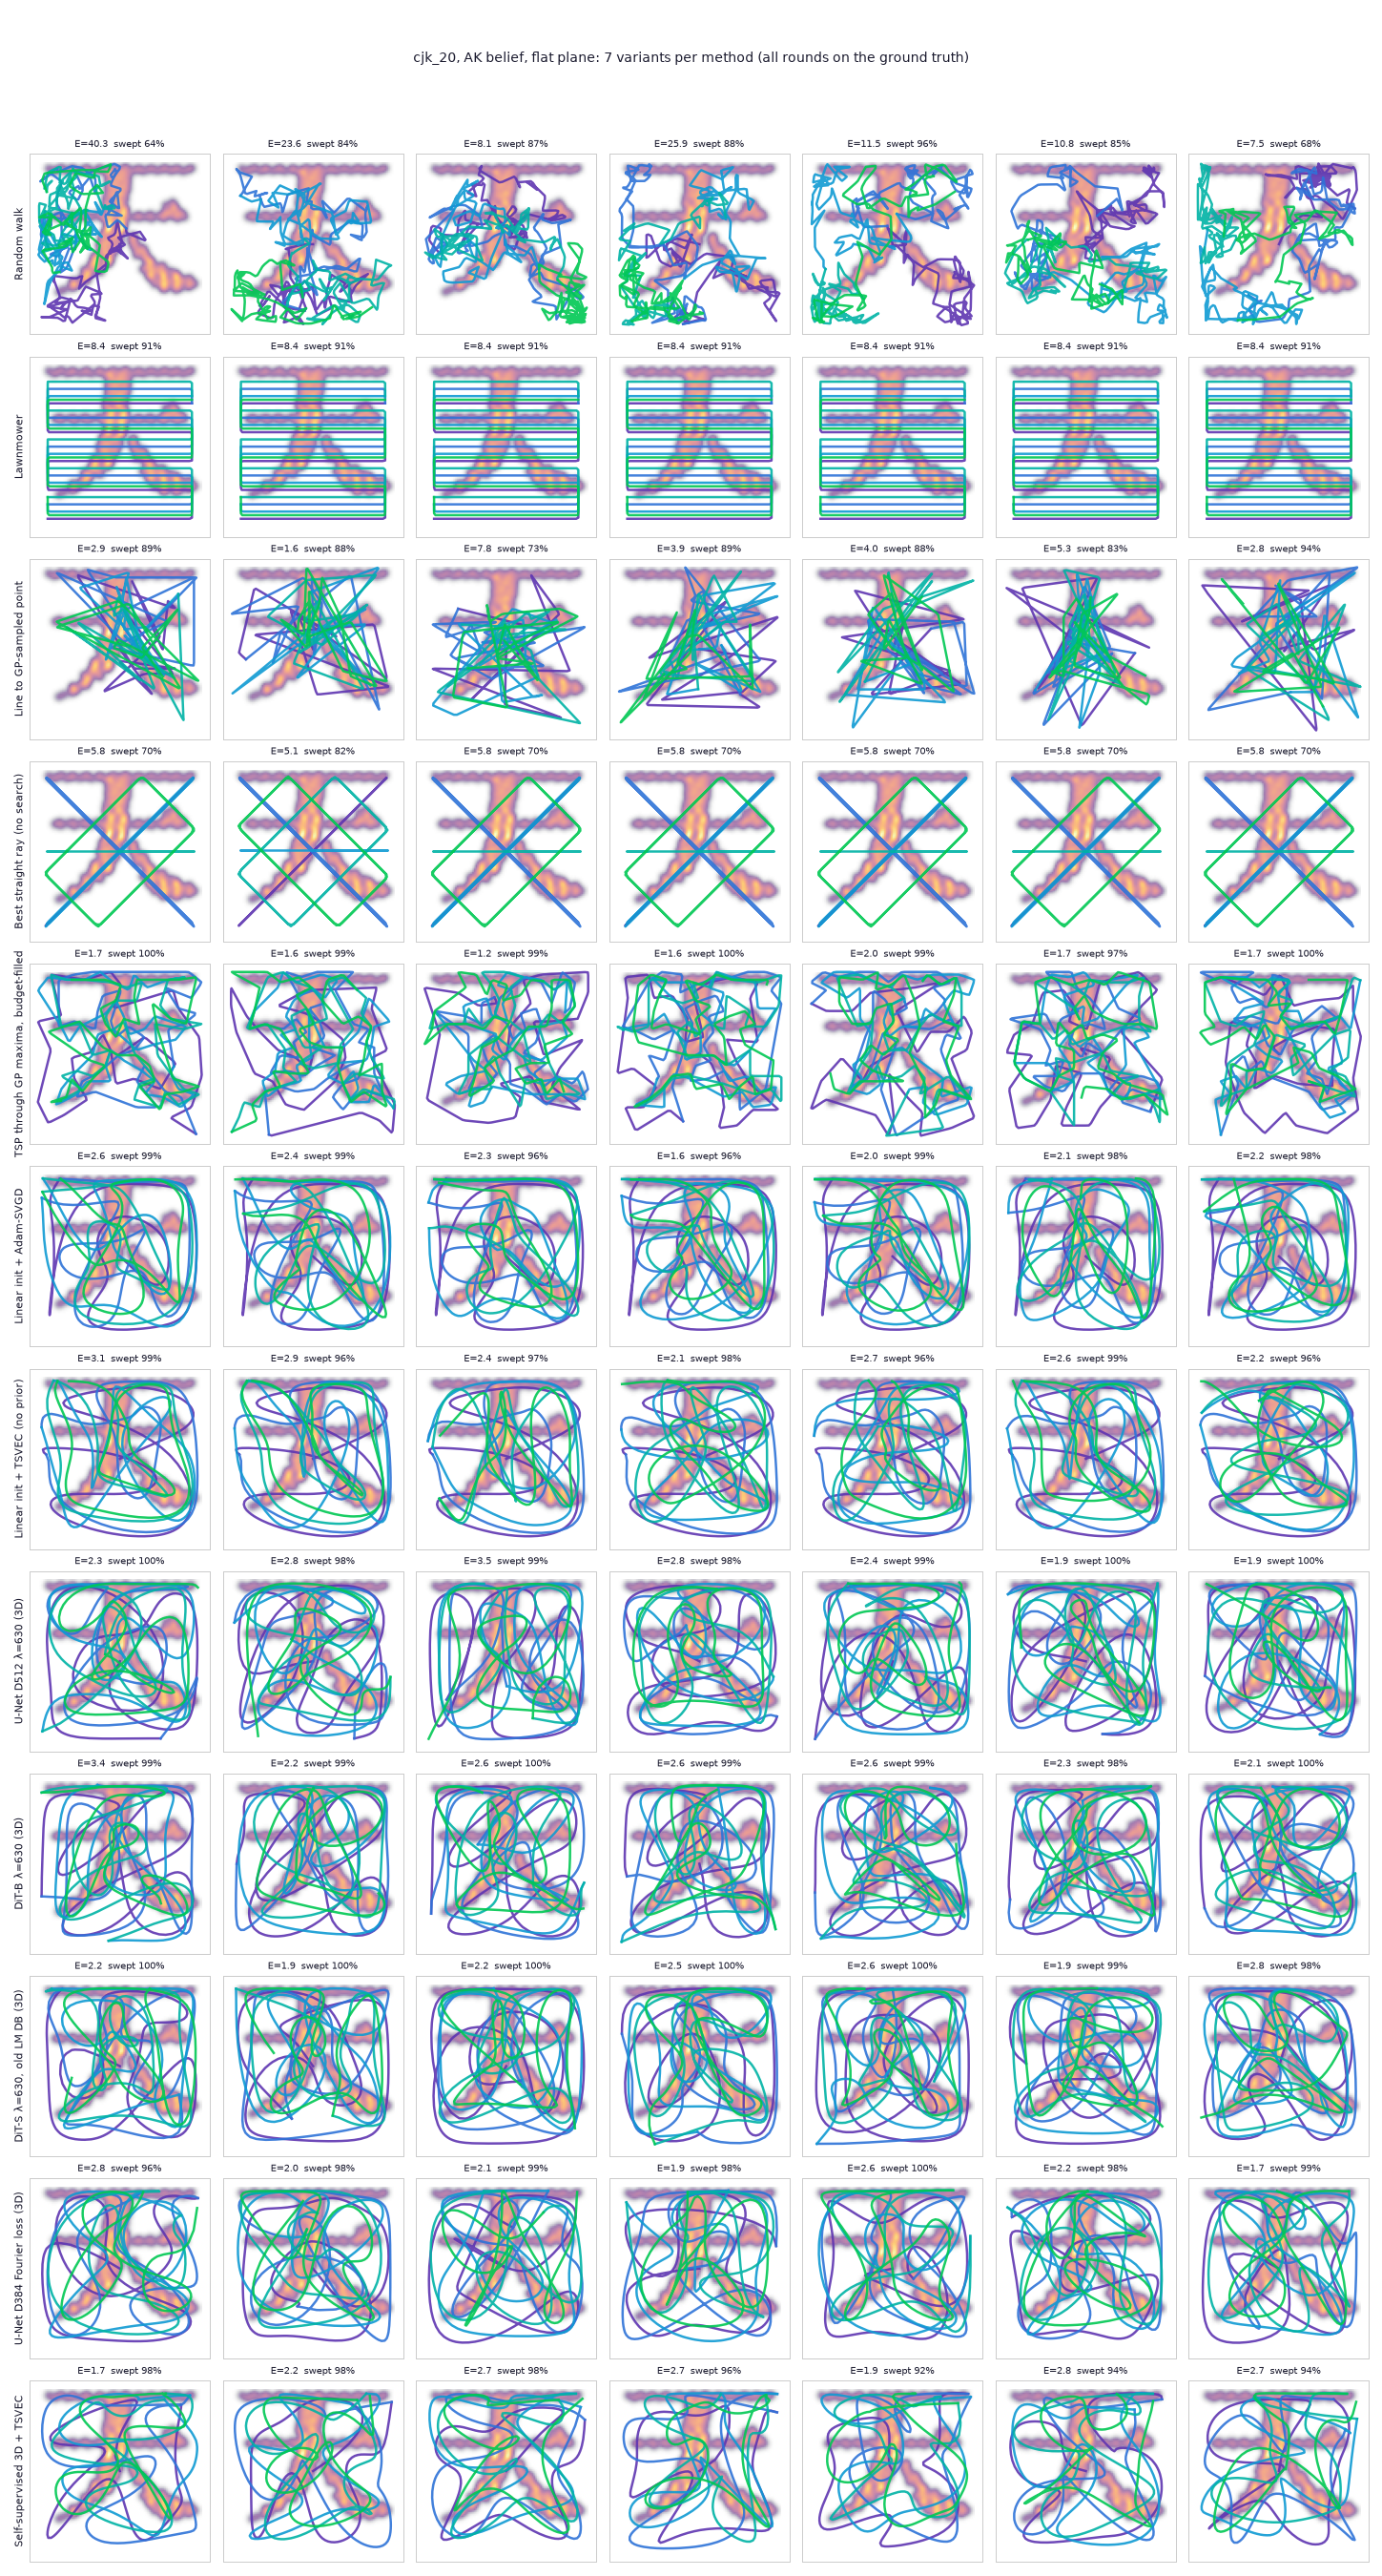 cjk_20, AK belief, flat plane: 7 variants per method (all rounds on the ground truth)
Random walk
E=40.3 swept 64%
E=23.6 swept 84%
E=8.1 swept 87%
E=25.9 swept 88%
E=11.5 swept 96%
E=10.8 swept 85%
E=7.5 swept 68%
Lawnmower
E=8.4 swept 91%
E=8.4 swept 91%
E=8.4 swept 91%
E=8.4 swept 91%
E=8.4 swept 91%
E=8.4 swept 91%
E=8.4 swept 91%
Line to GP-sampled point
E=2.9 swept 89%
E=1.6 swept 88%
E=7.8 swept 73%
E=3.9 swept 89%
E=4.0 swept 88%
E=5.3 swept 83%
E=2.8 swept 94%
Best straight ray (no search)
E=5.8 swept 70%
E=5.1 swept 82%
E=5.8 swept 70%
E=5.8 swept 70%
E=5.8 swept 70%
E=5.8 swept 70%
E=5.8 swept 70%
TSP through GP maxima, budget-filled
E=1.7 swept 100%
E=1.6 swept 99%
E=1.2 swept 99%
E=1.6 swept 100%
E=2.0 swept 99%
E=1.7 swept 97%
E=1.7 swept 100%
Linear init + Adam-SVGD
E=2.6 swept 99%
E=2.4 swept 99%
E=2.3 swept 96%
E=1.6 swept 96%
E=2.0 swept 99%
E=2.1 swept 98%
E=2.2 swept 98%
Linear init + TSVEC (no prior)
E=3.1 swept 99%
E=2.9 swept 96%
E=2.4 swept 97%
E=2.1 swept 98%
E=2.7 swept 96%
E=2.6 swept 99%
E=2.2 swept 96%
U-Net D512 λ=630 (3D)
E=2.3 swept 100%
E=2.8 swept 98%
E=3.5 swept 99%
E=2.8 swept 98%
E=2.4 swept 99%
E=1.9 swept 100%
E=1.9 swept 100%
DiT-B λ=630 (3D)
E=3.4 swept 99%
E=2.2 swept 99%
E=2.6 swept 100%
E=2.6 swept 99%
E=2.6 swept 99%
E=2.3 swept 98%
E=2.1 swept 100%
DiT-S λ=630, old LM DB (3D)
E=2.2 swept 100%
E=1.9 swept 100%
E=2.2 swept 100%
E=2.5 swept 100%
E=2.6 swept 100%
E=1.9 swept 99%
E=2.8 swept 98%
U-Net D384 Fourier loss (3D)
E=2.8 swept 96%
E=2.0 swept 98%
E=2.1 swept 99%
E=1.9 swept 98%
E=2.6 swept 100%
E=2.2 swept 98%
E=1.7 swept 99%
Self-supervised 3D + TSVEC
E=1.7 swept 98%
E=2.2 swept 98%
E=2.7 swept 98%
E=2.7 swept 96%
E=1.9 swept 92%
E=2.8 swept 94%
E=2.7 swept 94%